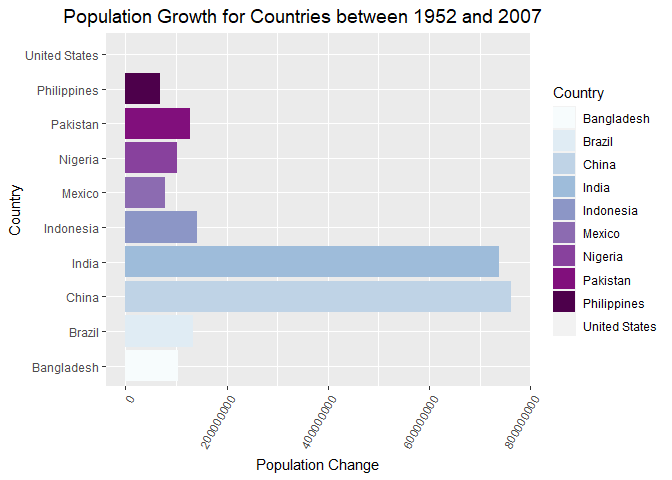 Population Growth for Countries between 1952 and 2007
United States
Philippines
Pakistan
Nigeria
Mexico
Indonesia
India
China
Brazil
Bangladesh
Country
0
200000000
400000000
600000000
800000000
Population Change
Country
Bangladesh
Brazil
China
India
Indonesia
Mexico
Nigeria
Pakistan
Philippines
United States